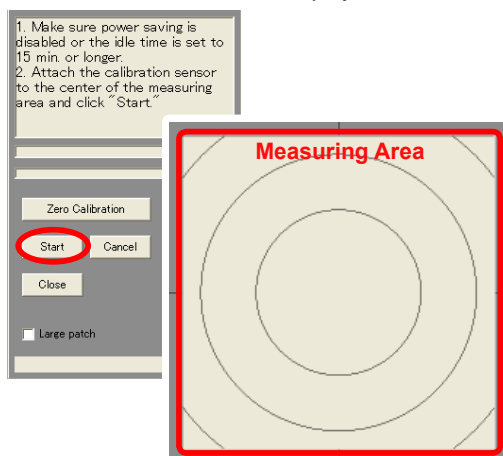 1. Make sure power saving is
disabled or the idle time is set to
15 min. or longer.
2. Attach the calibration sensor
to the center of the measuring
area and click "Start."
Measuring Area
Zero Calibration
Start Cancel
Close
Large patch